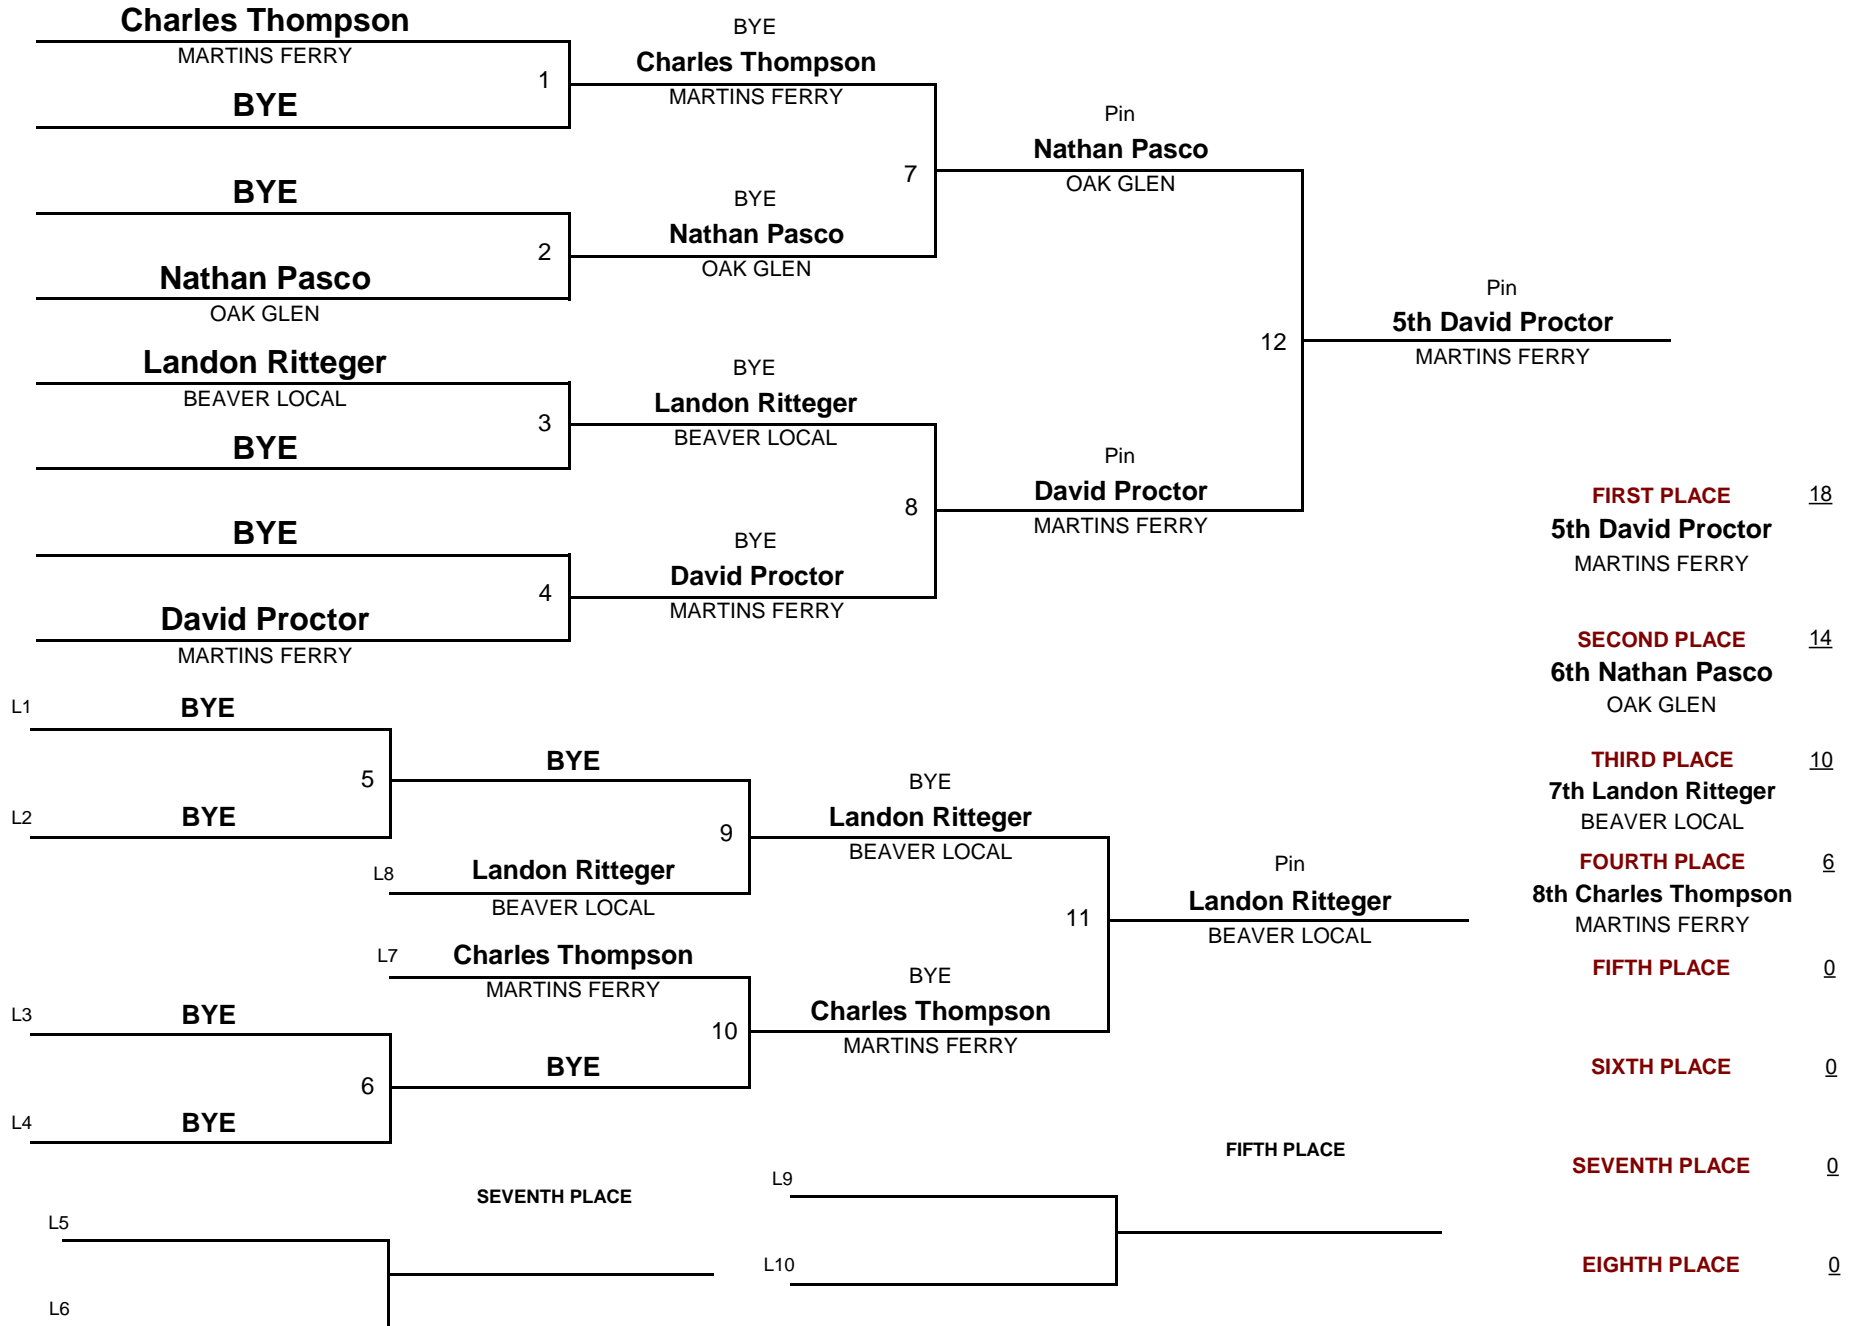 Charles Thompson
MARTINS FERRY
1
BYE
BYE
2
Nathan Pasco
OAK GLEN
Landon Ritteger
BEAVER LOCAL
3
BYE
BYE
4
David Proctor
MARTINS FERRY
BYE
Charles Thompson
MARTINS FERRY
7
BYE
Nathan Pasco
OAK GLEN
BYE
Landon Ritteger
BEAVER LOCAL
8
BYE
David Proctor
MARTINS FERRY
Pin
Nathan Pasco
OAK GLEN
12
Pin
David Proctor
MARTINS FERRY
Pin
5th David Proctor
MARTINS FERRY
L1
BYE
5
L2
BYE
BYE
9
L8
Landon Ritteger
BEAVER LOCAL
L7
Charles Thompson
MARTINS FERRY
10
L3
BYE
6
BYE
L4
BYE
BYE
Landon Ritteger
BEAVER LOCAL
11
BYE
Charles Thompson
MARTINS FERRY
Pin
Landon Ritteger
BEAVER LOCAL
SEVENTH PLACE
L5
L6
FIFTH PLACE
L9
L10
FIRST PLACE 18
5th David Proctor
MARTINS FERRY
SECOND PLACE 14
6th Nathan Pasco
OAK GLEN
THIRD PLACE 10
7th Landon Ritteger
BEAVER LOCAL
FOURTH PLACE 6
8th Charles Thompson
MARTINS FERRY
FIFTH PLACE 0
SIXTH PLACE 0
SEVENTH PLACE 0
EIGHTH PLACE 0